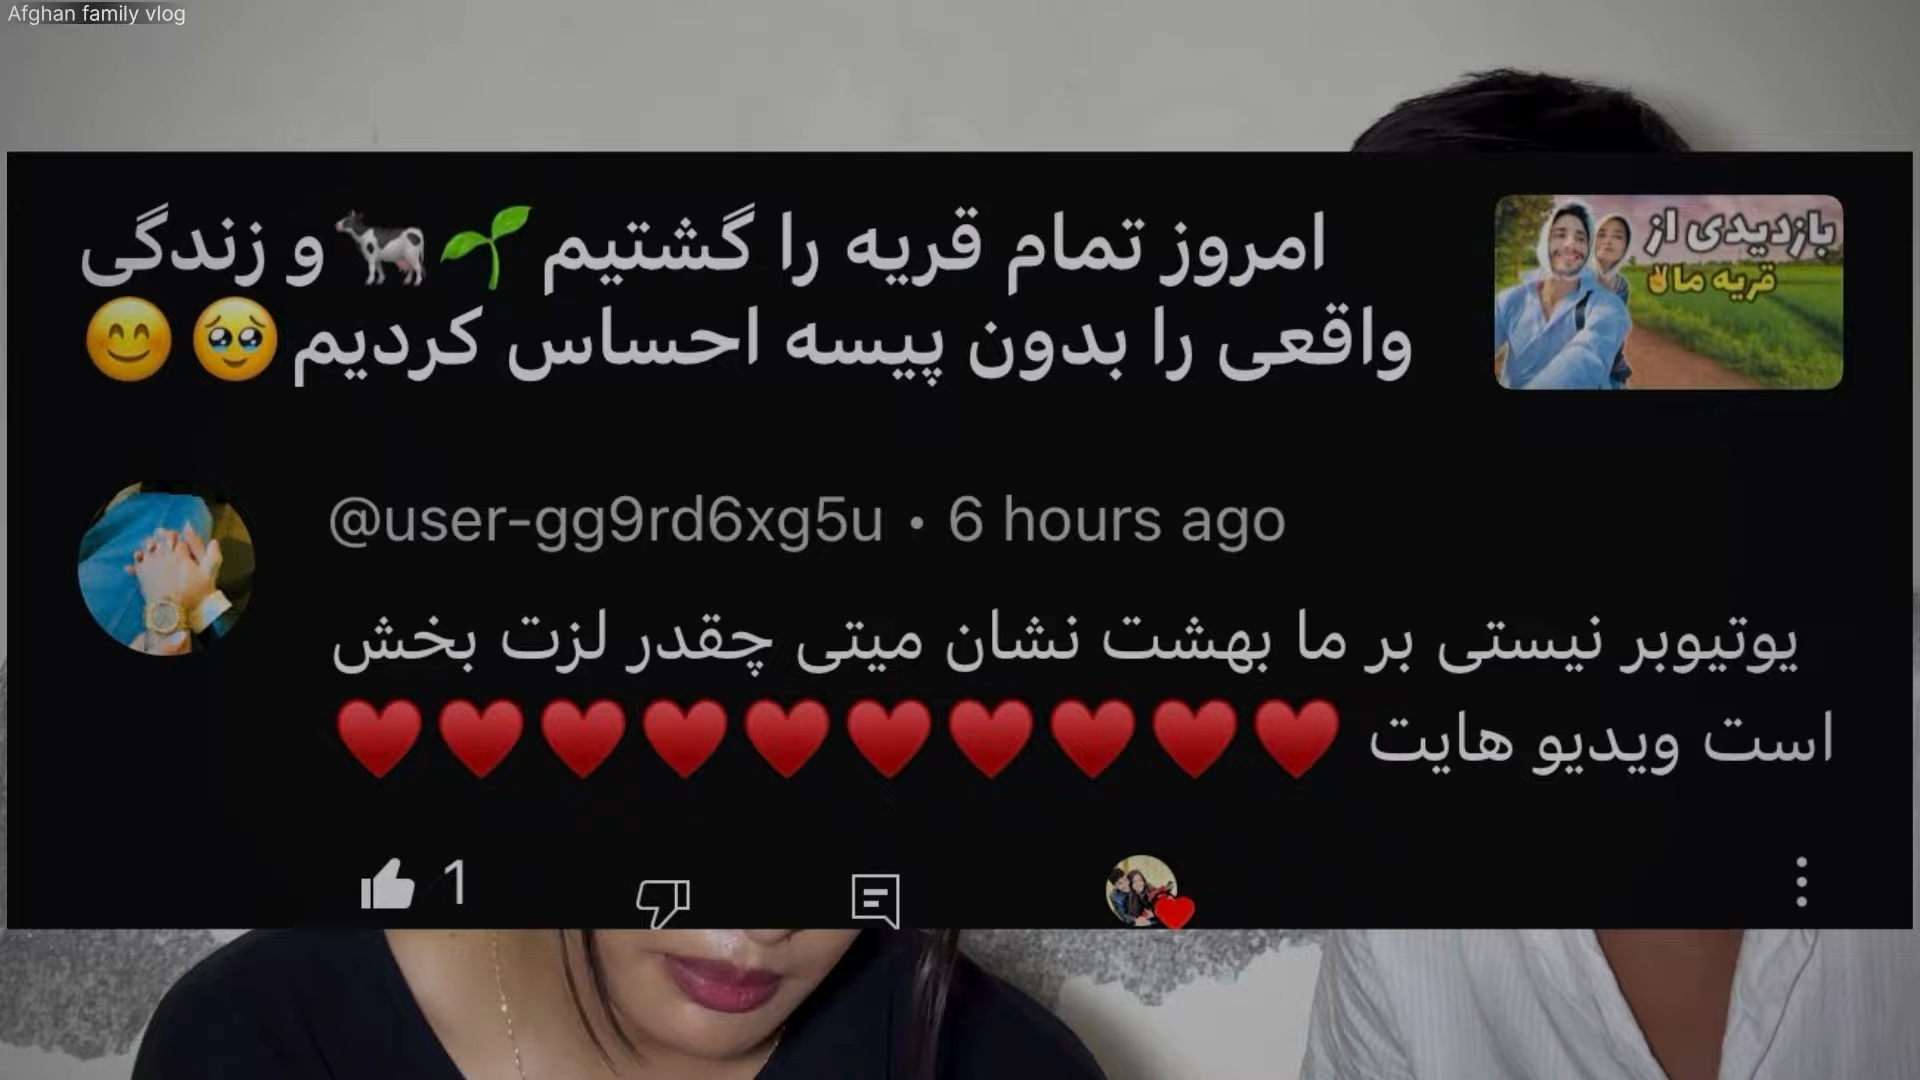 Afghan family vlog
امروز تمام قریه را گشتیم 🌱🐄و زندگی
واقعی را بدون پیسه احساس کردیم🥹😊
بازدیدی از
قریه مالا
@user-gg9rd6xg5u • 6 hours ago
یوتیوبر نیستی بر ما بهشت نشان میتی چقدر لزت بخش
است ویدیو هایت ♥️♥️♥️♥️♥️♥️♥️♥️♥️♥️
1